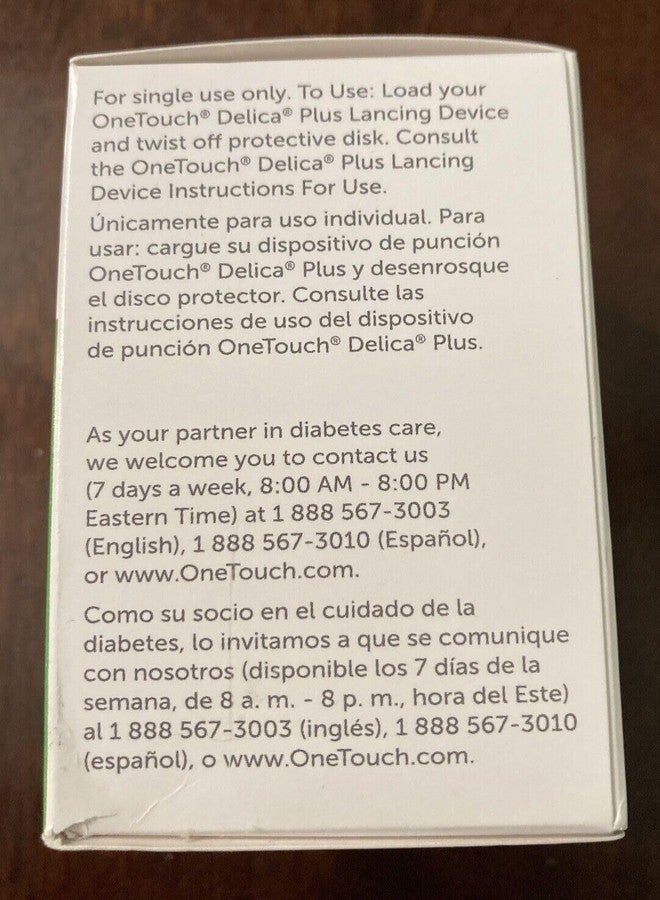 For single use only. To Use: Load your
OneTouch® Delica® Plus Lancing Device
and twist off protective disk. Consult
the OneTouch® Delica® Plus Lancing
Device Instructions For Use.
Únicamente para uso individual. Para
usar: cargue su dispositivo de punción
OneTouch® Delica® Plus y desenrosque
el disco protector. Consulte las
instrucciones de uso del dispositivo
de punción OneTouch® Delica® Plus.
As your partner in diabetes care,
we welcome you to contact us
(7 days a week, 8:00 AM - 8:00 PM
Eastern Time) at 1 888 567-3003
(English), 1 888 567-3010 (Español),
or www.OneTouch.com.
Como su socio en el cuidado de la
diabetes, lo invitamos a que se comunique
con nosotros (disponible los 7 días de la
semana, de 8 a. m. - 8 p. m., hora del Este)
al 1 888 567-3003 (inglés), 1 888 567-3010
(español), o www.OneTouch.com.